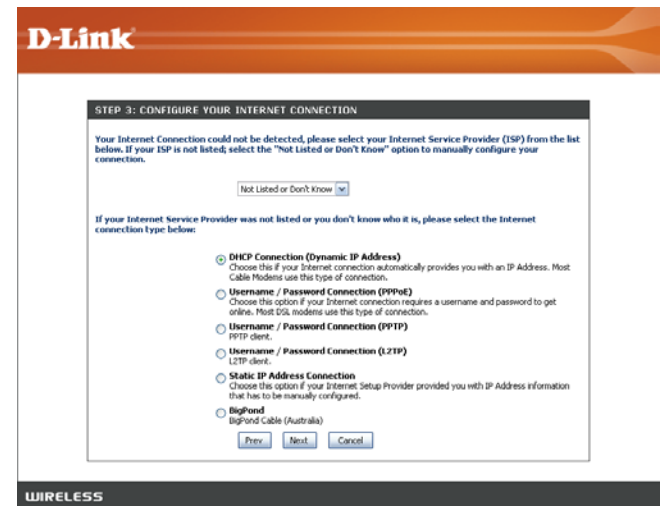 D-Link
STEP 3: CONFIGURE YOUR INTERNET CONNECTION
Your Internet Connection could not be detected, please select your Internet Service Provider (ISP) from the list
below. If your ISP is not listed; select the "Not Listed or Don't Know" option to manually configure your
connection.
Not Listed or Don't Know
If your Internet Service Provider was not listed or you don't know who it is, please select the Internet
connection type below:
DHCP Connection (Dynamic IP Address)
Choose this if your Internet connection automatically provides you with an IP Address. Most
Cable Modems use this type of connection.
Username / Password Connection (PPPoE)
Choose this option if your Internet connection requires a username and password to get
online. Most DSL modems use this type of connection.
Username / Password Connection (PPTP)
PPTP client.
Username / Password Connection (L2TP)
L2TP client.
Static IP Address Connection
Choose this option if your Internet Setup Provider provided you with IP Address information
that has to be manually configured.
BigPond
BigPond Cable (Australia)
Prev Next Cancel
WIRELESS